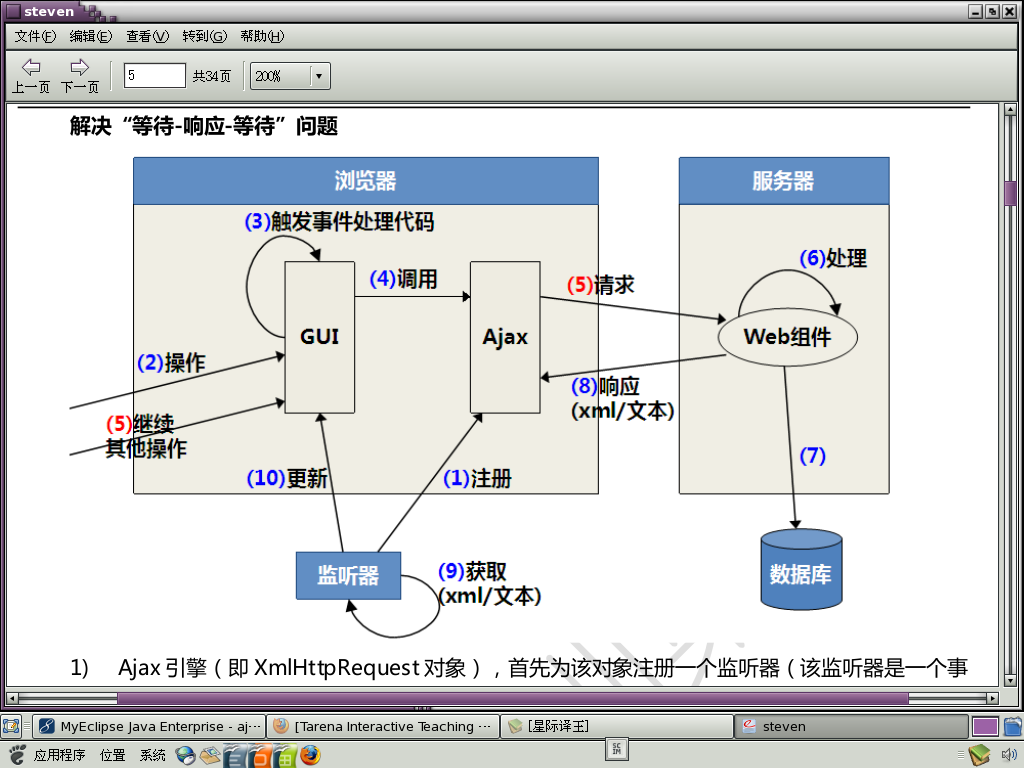 steven
文件(F) 编辑(E) 查看(V) 转到(G) 帮助(H)
上一页 下一页 5 共34页 200%
解决“等待-响应-等待”问题
浏览器
服务器
(3)触发事件处理代码
(4)调用
(5)请求
(6)处理
GUI
Ajax
Web组件
(2)操作
(8)响应
(xml/文本)
(5)继续
其他操作
(7)
(10)更新
(1)注册
监听器
(9)获取
(xml/文本)
数据库
1) Ajax 引擎（即 XmlHttpRequest 对象），首先为该对象注册一个监听器（该监听器是一个事
MyEclipse Java Enterprise - aj···
[Tarena Interactive Teaching ···
[星际译王]
steven
应用程序 位置 系统
SC
IM